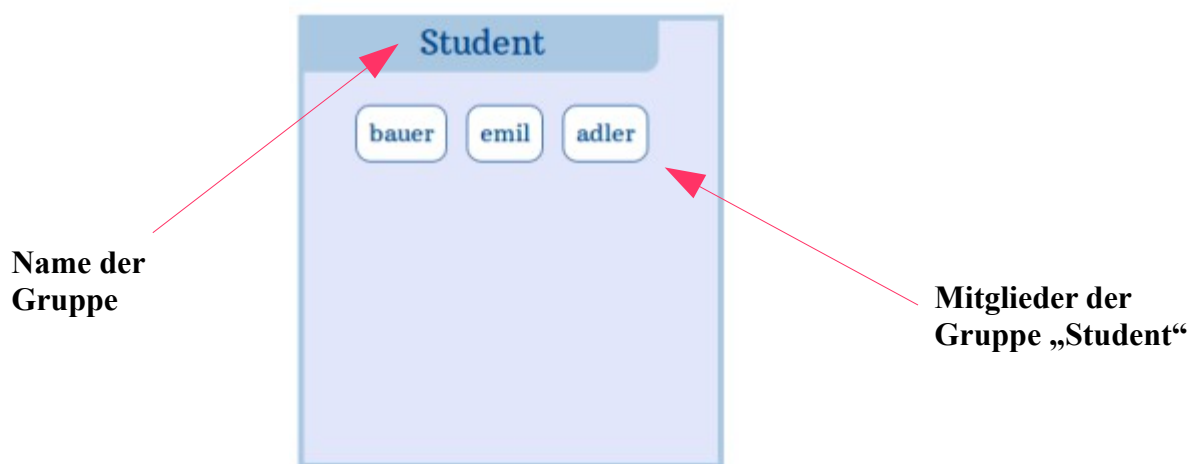 Student
bauer emil adler
Name der
Gruppe
Mitglieder der
Gruppe „Student“